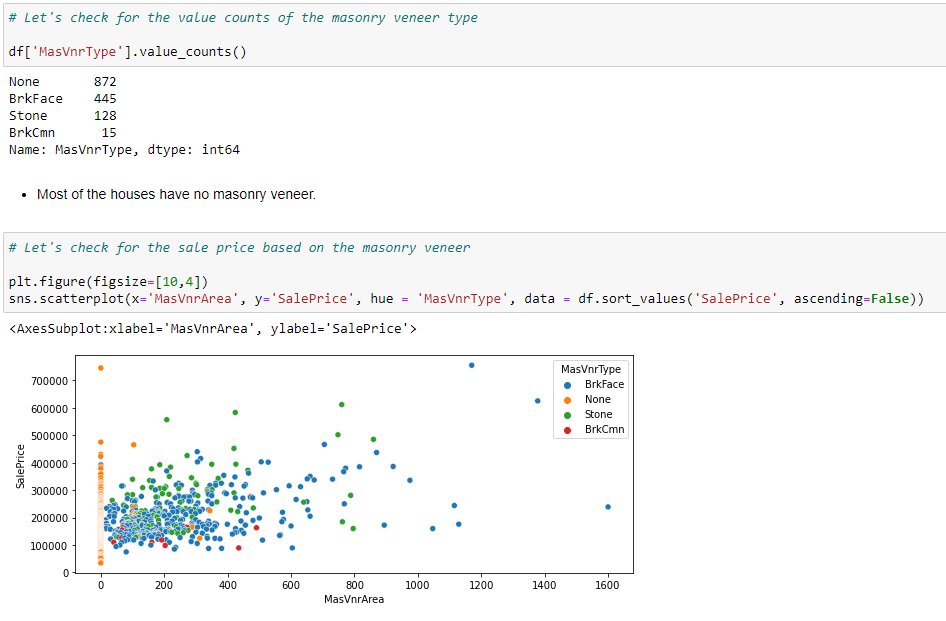 # Let's check for the value counts of the masonry veneer type
df['MasVnrType'].value_counts()
None 872
BrkFace 445
Stone 128
BrkCmn 15
Name: MasVnrType, dtype: int64
• Most of the houses have no masonry veneer.
# Let's check for the sale price based on the masonry veneer
plt.figure(figsize=[10,4])
sns.scatterplot(x='MasVnrArea', y='SalePrice', hue = 'MasVnrType', data = df.sort_values('SalePrice', ascending=False))
<AxesSubplot:xlabel='MasVnrArea', ylabel='SalePrice'>
MasVnrType
BrkFace
None
Stone
BrkCmn
SalePrice
700000
600000
500000
400000
300000
200000
100000
0
0 200 400 600 800 1000 1200 1400 1600
MasVnrArea